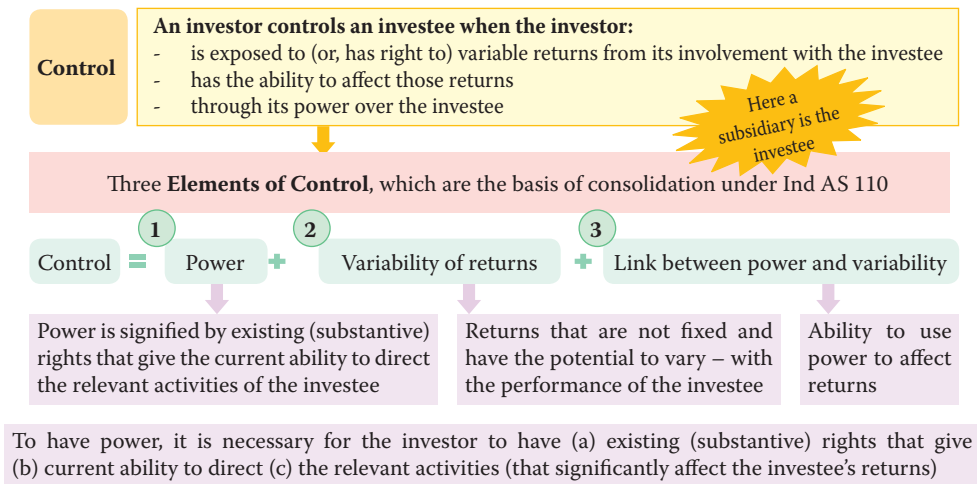 Control
An investor controls an investee when the investor:
- is exposed to (or, has right to) variable returns from its involvement with the investee
- has the ability to affect those returns
- through its power over the investee
Here a
subsidiary is the
investee
Three Elements of Control, which are the basis of consolidation under Ind AS 110
1
2
3
Control = Power + Variability of returns + Link between power and variability
Power is signified by existing (substantive)
rights that give the current ability to direct
the relevant activities of the investee
Returns that are not fixed and
have the potential to vary – with
the performance of the investee
Ability to use
power to affect
returns
To have power, it is necessary for the investor to have (a) existing (substantive) rights that give
(b) current ability to direct (c) the relevant activities (that significantly affect the investee's returns)